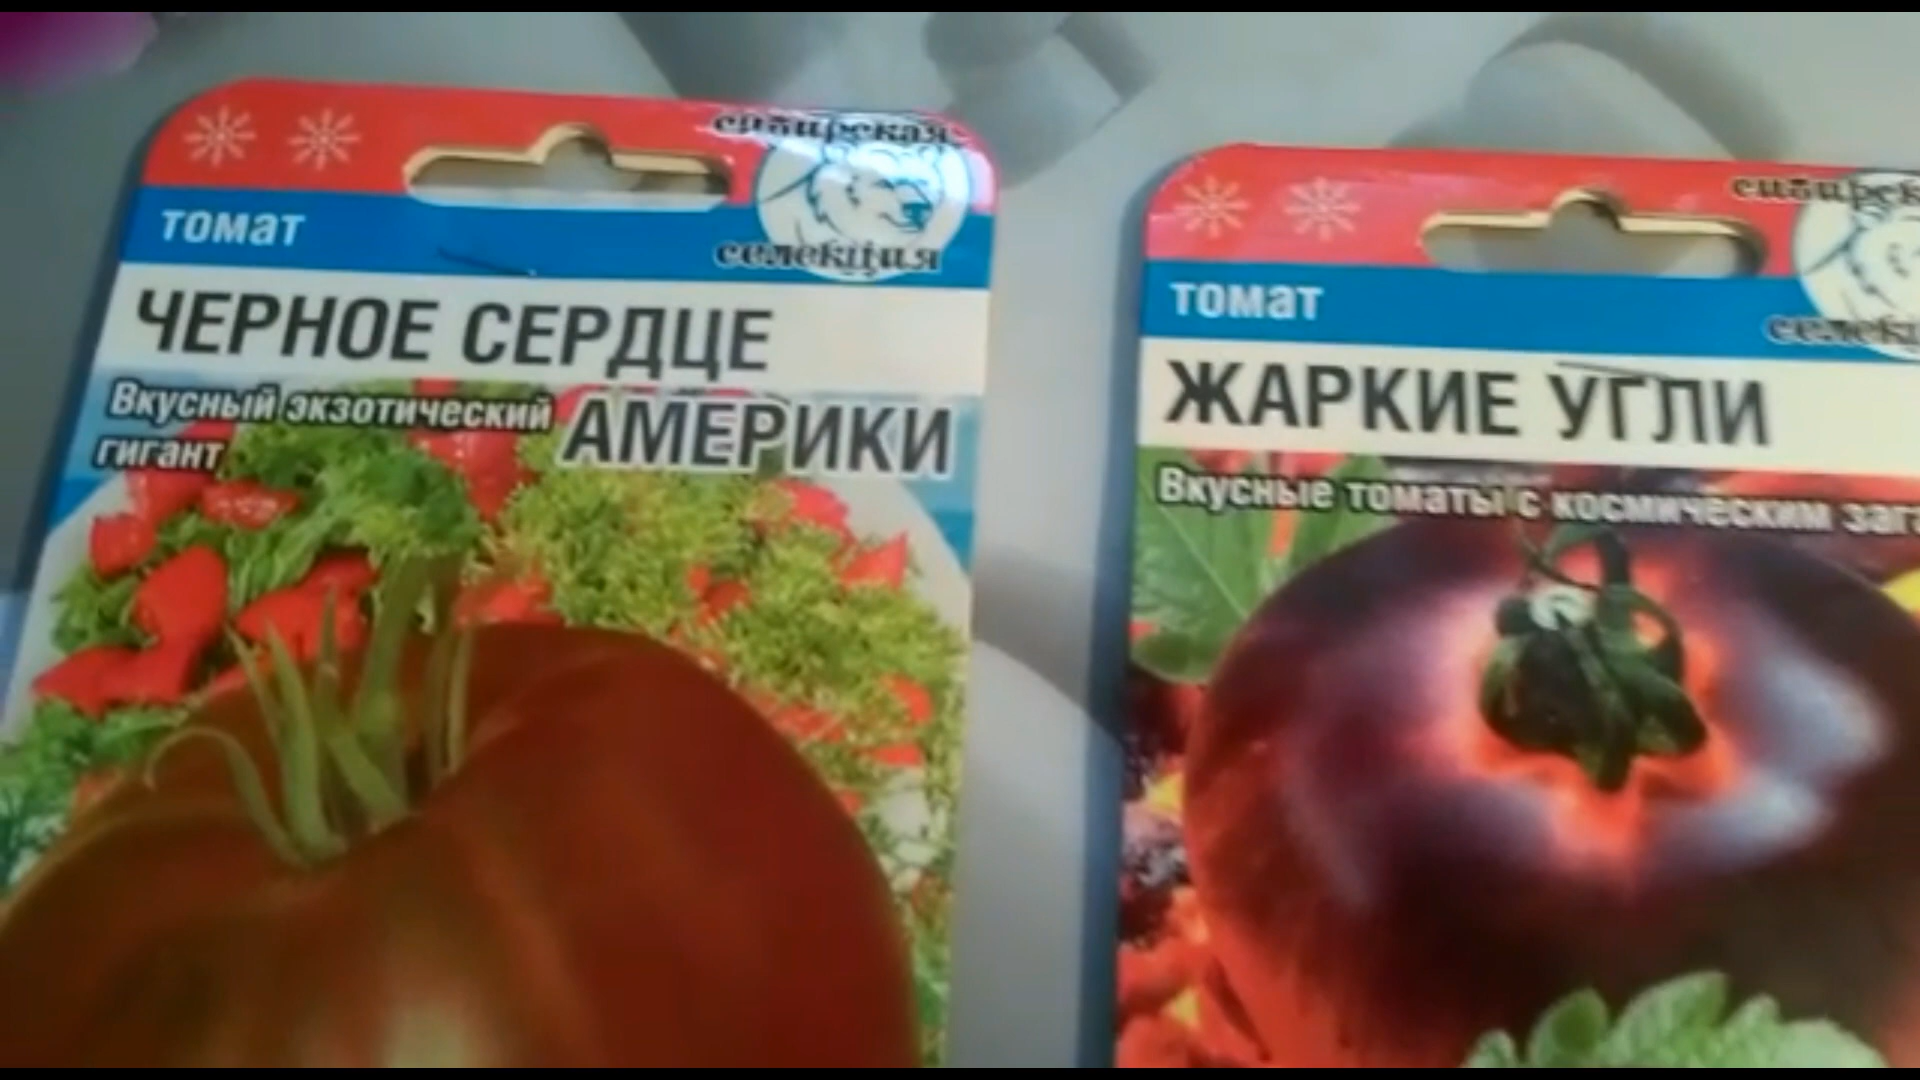 сибирская
селекция
томат
ЧЕРНОЕ СЕРДЦЕ
АМЕРИКИ
Вкусный экзотический
гигант
томат
ЖАРКИЕ УГЛИ
Вкусные томаты с космическим